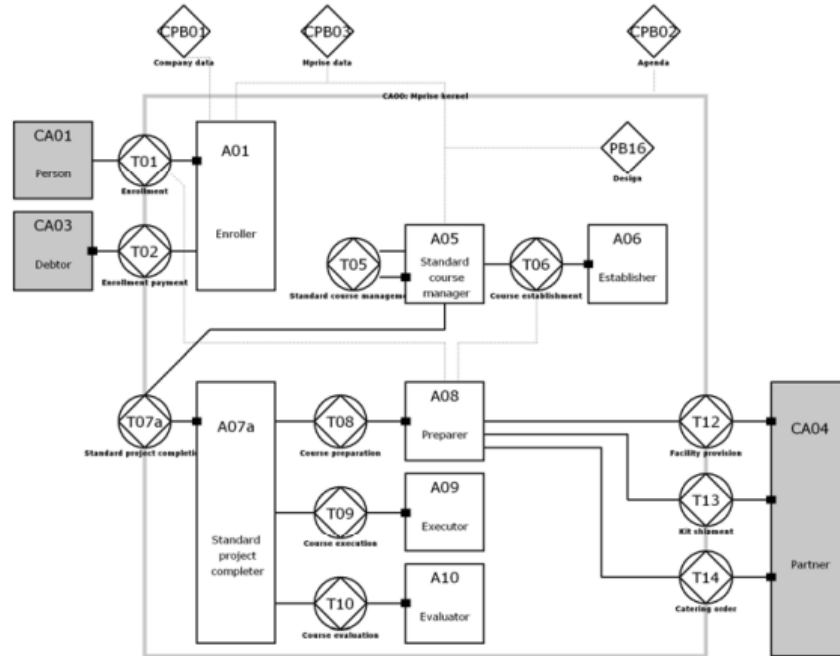 CPB01
Company data
CPB03
Mprise data
CPB02
Agenda
CA00: Mprise kernel
CA01
Person
T01
Enrollment
A01
Enroller
PB16
Design
CA03
Debtor
T02
Enrollment payment
T05
Standard course managem
A05
Standard
course
manager
T06
Course establishment
A06
Establisher
T07a
Standard project completi
A07a
Standard
project
completer
T08
Course preparation
A08
Preparer
T09
Course execution
A09
Executor
T10
Course evaluation
A10
Evaluator
T12
Facility provision
T13
Kit shipment
T14
Catering order
CA04
Partner